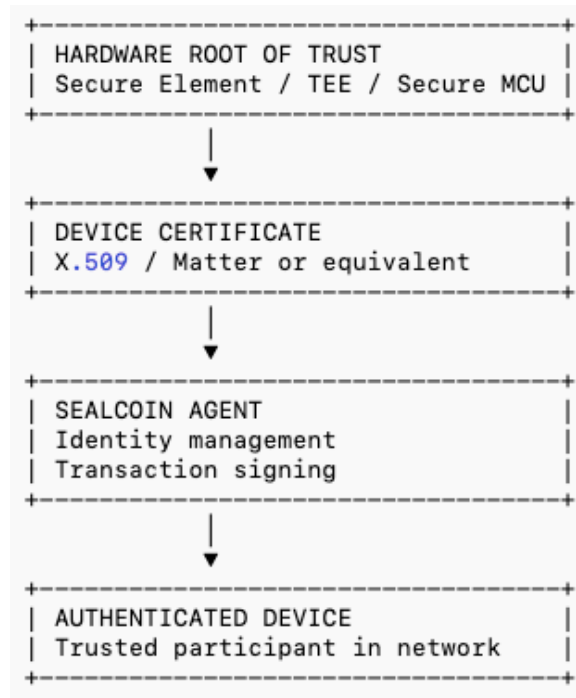 HARDWARE ROOT OF TRUST
Secure Element / TEE / Secure MCU
DEVICE CERTIFICATE
X.509 / Matter or equivalent
SEALCOIN AGENT
Identity management
Transaction signing
AUTHENTICATED DEVICE
Trusted participant in network